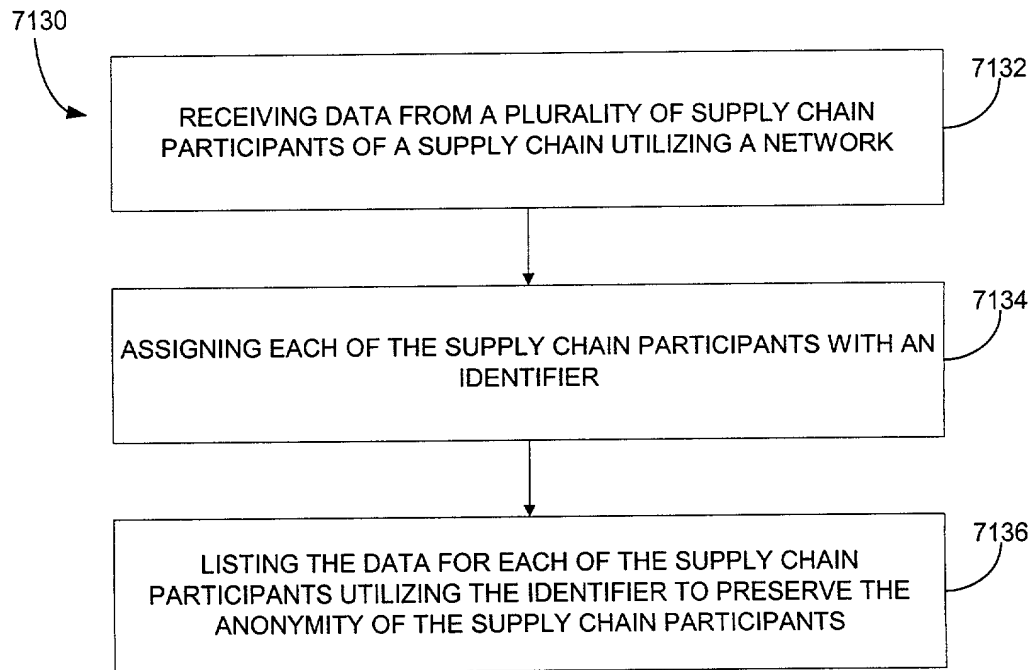 7130
7132
RECEIVING DATA FROM A PLURALITY OF SUPPLY CHAIN
PARTICIPANTS OF A SUPPLY CHAIN UTILIZING A NETWORK
7134
ASSIGNING EACH OF THE SUPPLY CHAIN PARTICIPANTS WITH AN
IDENTIFIER
7136
LISTING THE DATA FOR EACH OF THE SUPPLY CHAIN
PARTICIPANTS UTILIZING THE IDENTIFIER TO PRESERVE THE
ANONYMITY OF THE SUPPLY CHAIN PARTICIPANTS